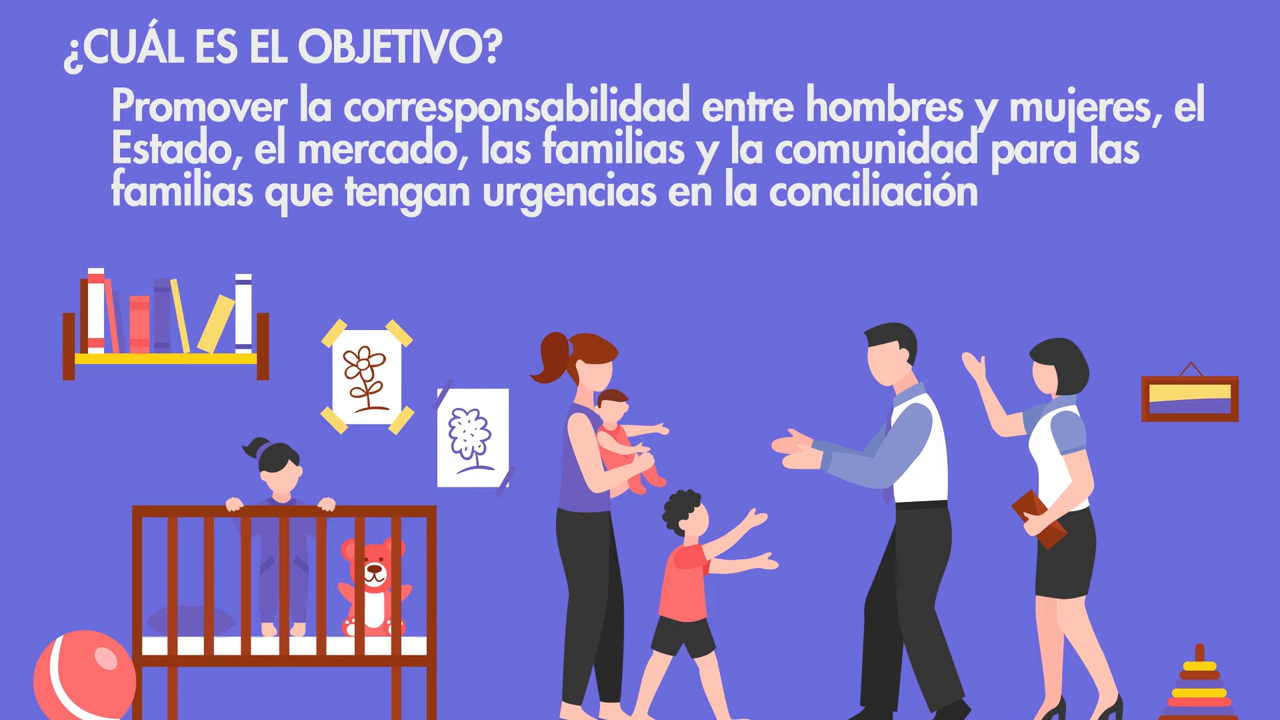 ¿CUÁL ES EL OBJETIVO?
Promover la corresponsabilidad entre hombres y mujeres, el
Estado, el mercado, las familias y la comunidad para las
familias que tengan urgencias en la conciliación